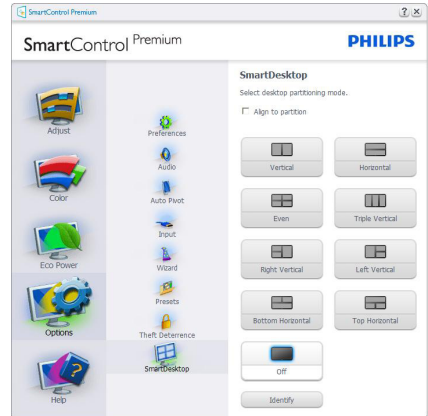 SmartControl Premium
SmartControl Premium
PHILIPS
Adjust
Color
Eco Power
Options
Help
Preferences
Audio
Auto Pivot
Input
Wizard
Presets
Theft Deterrence
SmartDesktop
SmartDesktop
Select desktop partitioning mode.
Align to partition
Vertical
Horizontal
Even
Triple Vertical
Right Vertical
Left Vertical
Bottom Horizontal
Top Horizontal
Off
Identify